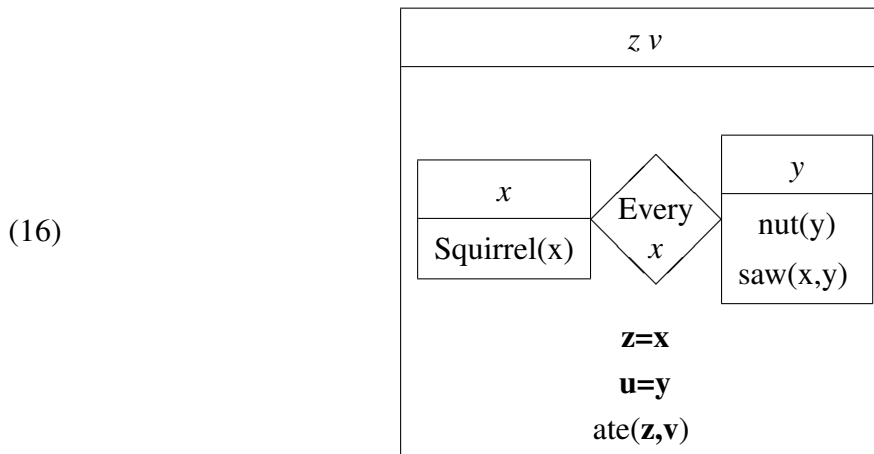 z v
x
y
Every
x
(16)
Squirrel(x)
nut(y)
saw(x,y)
z=x
u=y
ate(z,v)